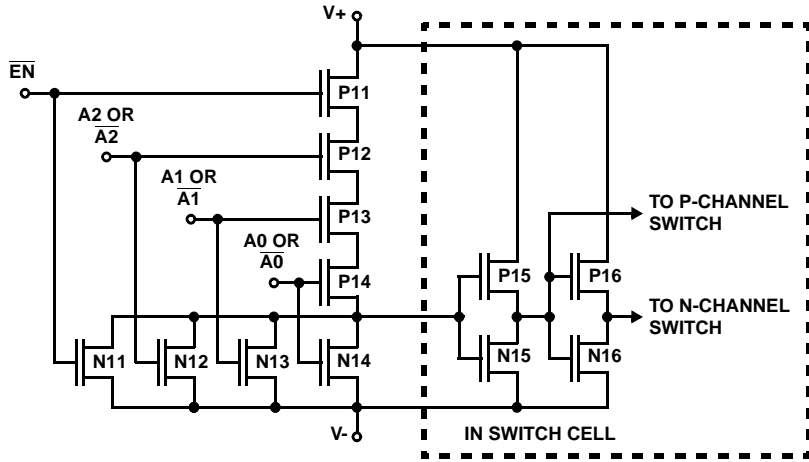 V+
EN
P11
A2 OR
A2
P12
A1 OR
A1
P13
TO P-CHANNEL
SWITCH
A0 OR
A0
P14
P15
P16
TO N-CHANNEL
SWITCH
N11
N12
N13
N14
N15
N16
V-
IN SWITCH CELL